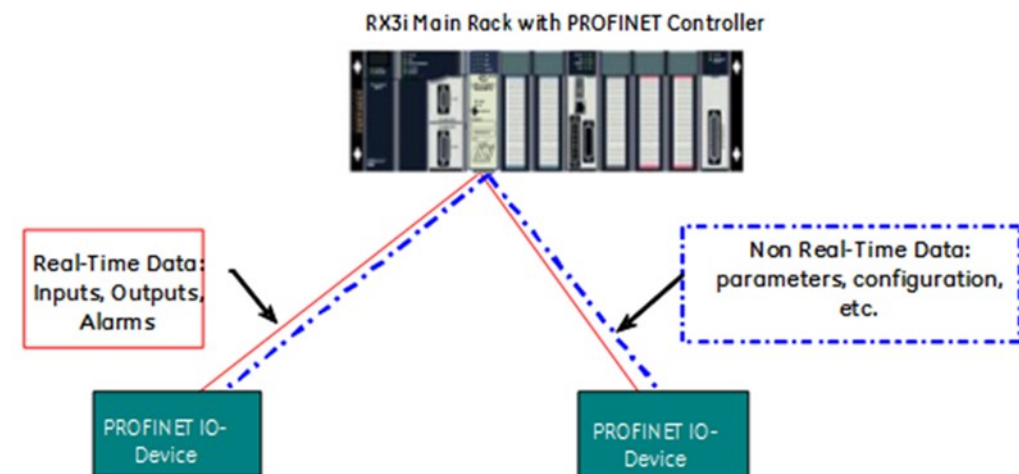 RX3i Main Rack with PROFINET Controller
Real-Time Data:
Inputs, Outputs,
Alarms
Non Real-Time Data:
parameters, configuration,
etc.
PROFINET IO-
Device
PROFINET IO-
Device